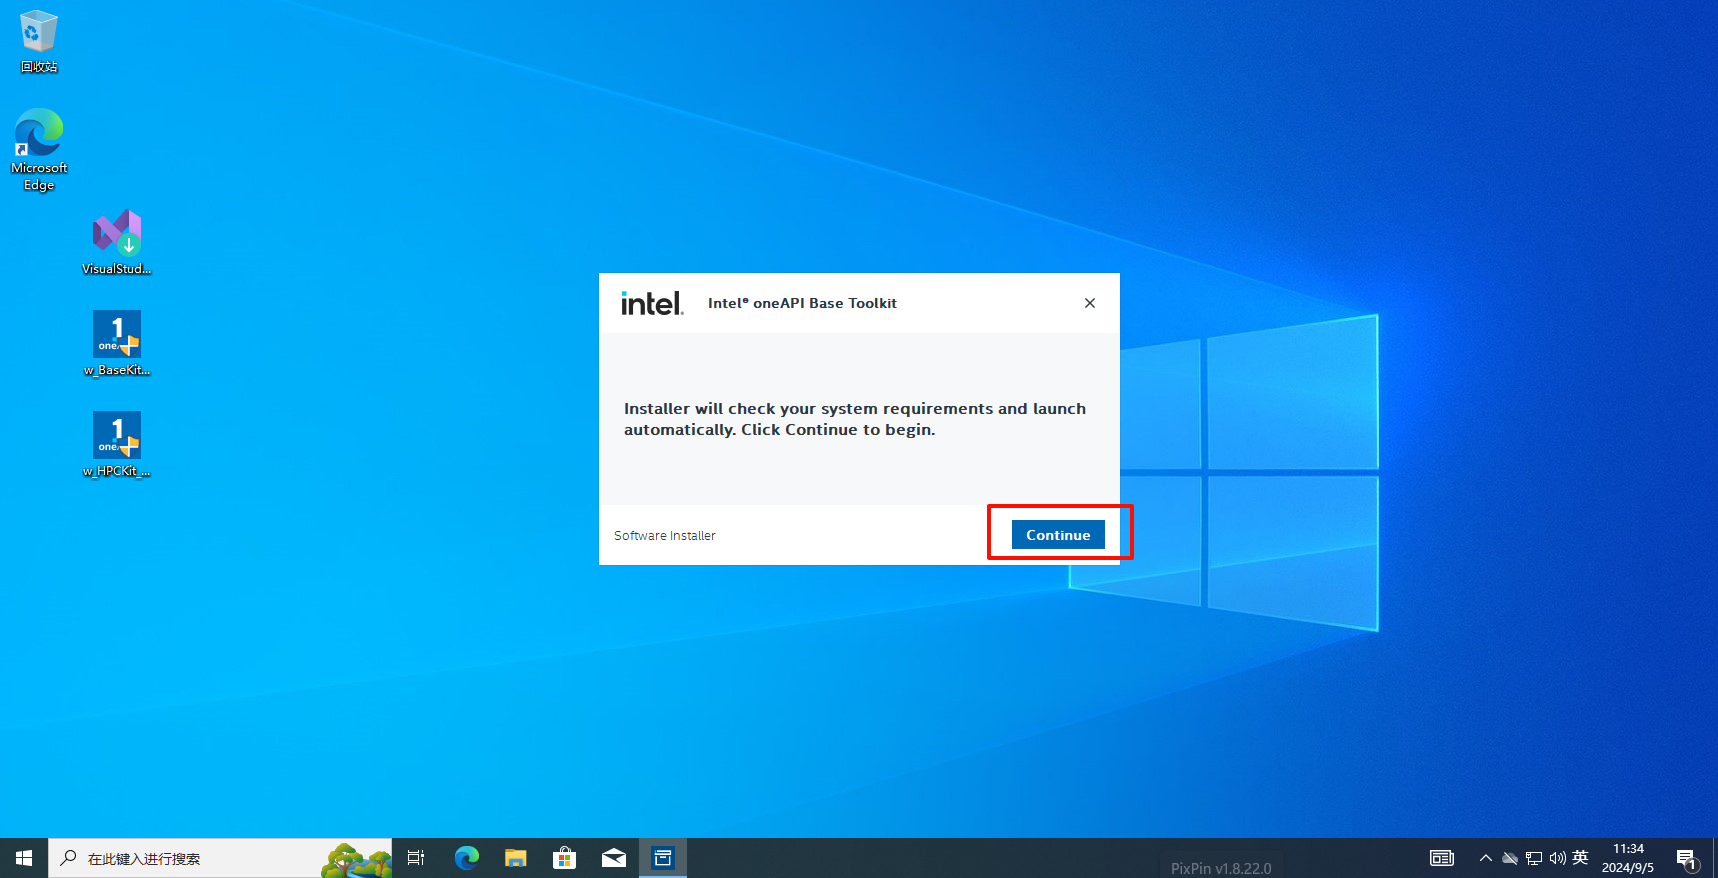 回收站
Microsoft
Edge
VisualStud...
1
one
w_BaseKit...
1
one
w_HPCKit_...
intel.
Intel® oneAPI Base Toolkit
Installer will check your system requirements and launch
automatically. Click Continue to begin.
Software Installer
Continue
在此键入进行搜索
PixPin v1.8.22.0
英
11:34
2024/9/5
1